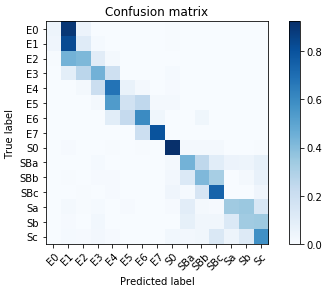 Confusion matrix
True label
E0
E1
E2
E3
E4
E5
E6
E7
S0
SBa
SBb
SBc
Sa
Sb
Sc
E0 E1 E2 E3 E4 E5 E6 E7 S0 SBa SBb SBc Sa Sb Sc
Predicted label
0.8
0.6
0.4
0.2
0.0